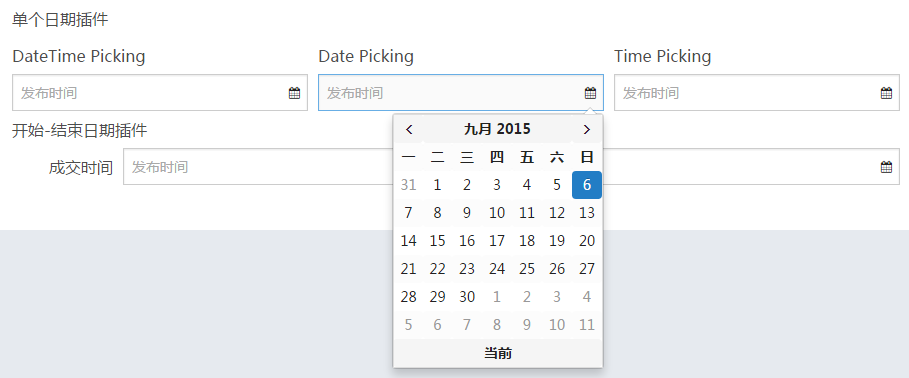 单个日期插件
DateTime Picking Date Picking Time Picking
发布时间 发布时间 发布时间
开始-结束日期插件
成交时间 发布时间
九月 2015
一 二 三 四 五 六 日
31 1 2 3 4 5 6
7 8 9 10 11 12 13
14 15 16 17 18 19 20
21 22 23 24 25 26 27
28 29 30 1 2 3 4
5 6 7 8 9 10 11
当前